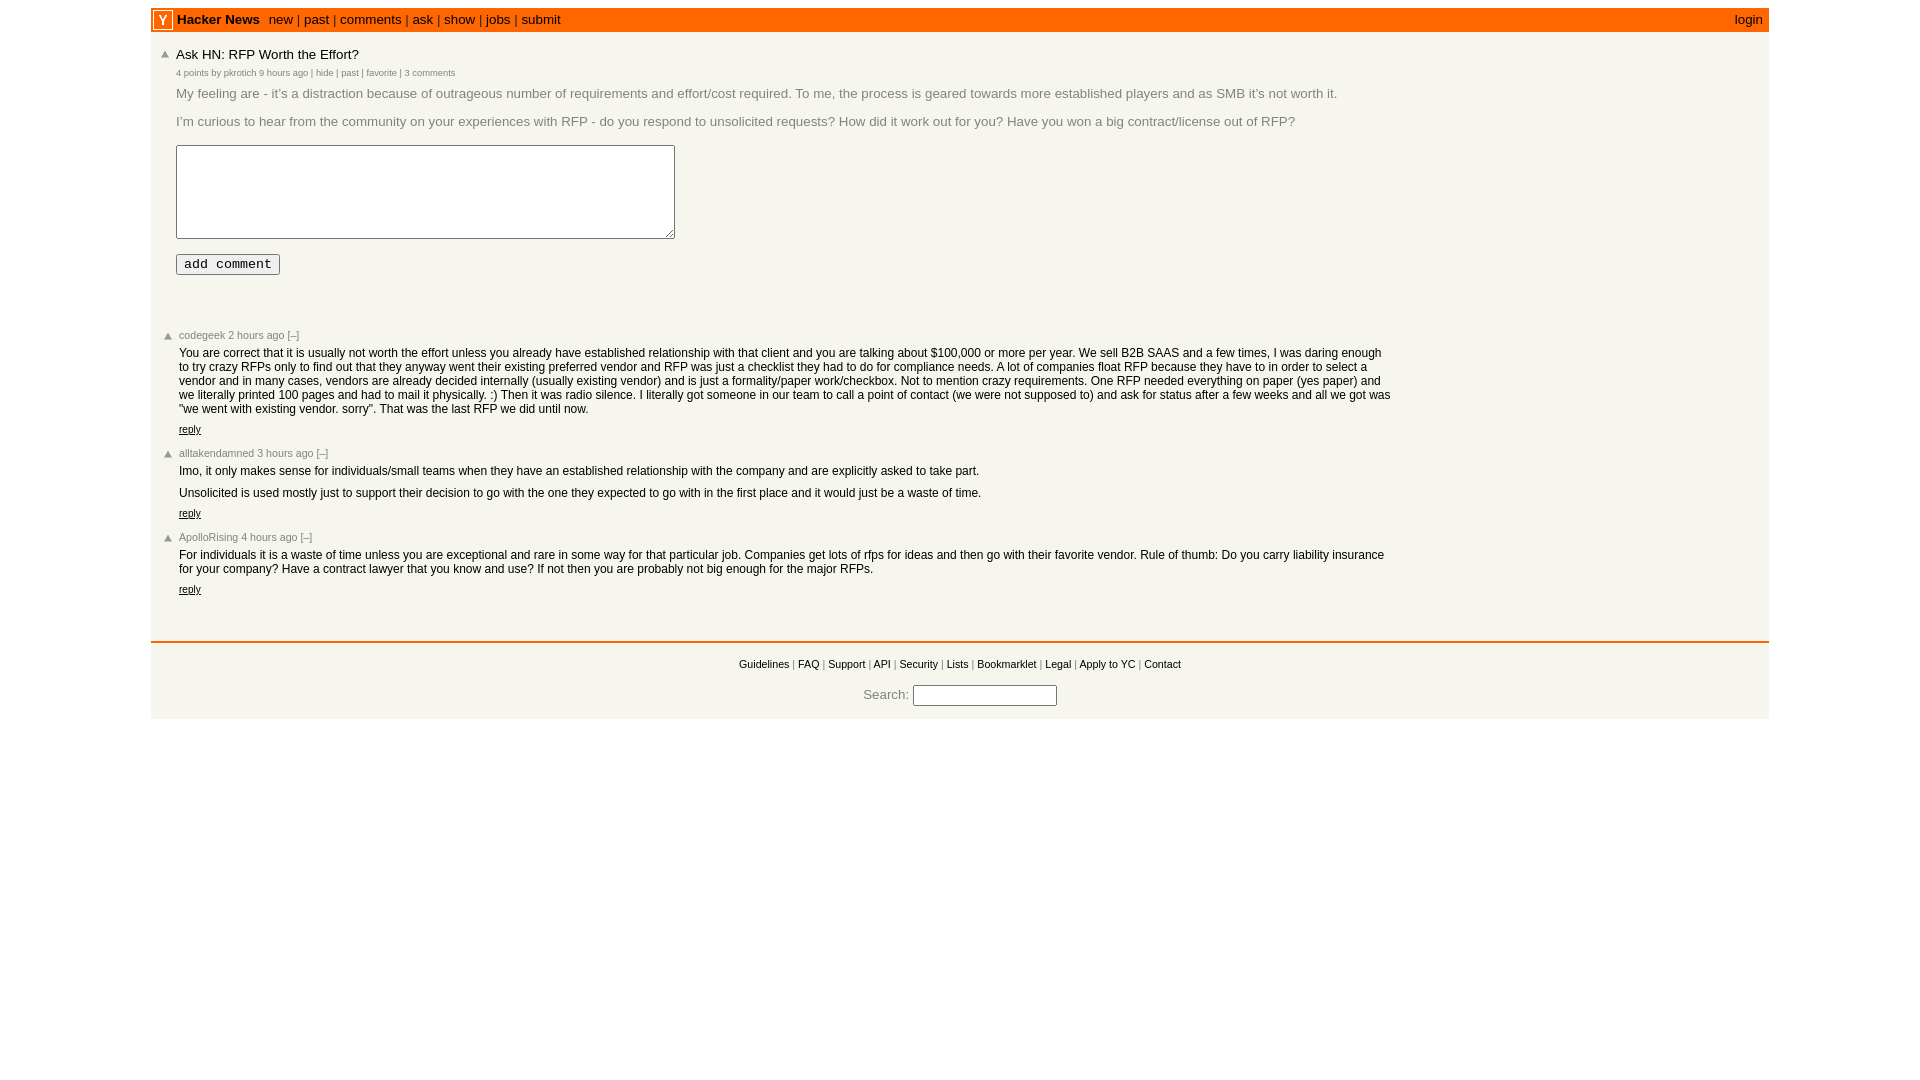 Y Hacker News new | past | comments | ask | show | jobs | submit login
Ask HN: RFP Worth the Effort?
4 points by pkrotich 9 hours ago | hide | past | favorite | 3 comments
My feeling are - it’s a distraction because of outrageous number of requirements and effort/cost required. To me, the process is geared towards more established players and as SMB it’s not worth it.
I’m curious to hear from the community on your experiences with RFP - do you respond to unsolicited requests? How did it work out for you? Have you won a big contract/license out of RFP?
add comment
codegeek 2 hours ago [–]
You are correct that it is usually not worth the effort unless you already have established relationship with that client and you are talking about $100,000 or more per year. We sell B2B SAAS and a few times, I was daring enough
to try crazy RFPs only to find out that they anyway went their existing preferred vendor and RFP was just a checklist they had to do for compliance needs. A lot of companies float RFP because they have to in order to select a
vendor and in many cases, vendors are already decided internally (usually existing vendor) and is just a formality/paper work/checkbox. Not to mention crazy requirements. One RFP needed everything on paper (yes paper) and
we literally printed 100 pages and had to mail it physically. :) Then it was radio silence. I literally got someone in our team to call a point of contact (we were not supposed to) and ask for status after a few weeks and all we got was
"we went with existing vendor. sorry". That was the last RFP we did until now.
reply
alltakendamned 3 hours ago [–]
Imo, it only makes sense for individuals/small teams when they have an established relationship with the company and are explicitly asked to take part.
Unsolicited is used mostly just to support their decision to go with the one they expected to go with in the first place and it would just be a waste of time.
reply
ApolloRising 4 hours ago [–]
For individuals it is a waste of time unless you are exceptional and rare in some way for that particular job. Companies get lots of rfps for ideas and then go with their favorite vendor. Rule of thumb: Do you carry liability insurance
for your company? Have a contract lawyer that you know and use? If not then you are probably not big enough for the major RFPs.
reply
Guidelines | FAQ | Support | API | Security | Lists | Bookmarklet | Legal | Apply to YC | Contact
Search: